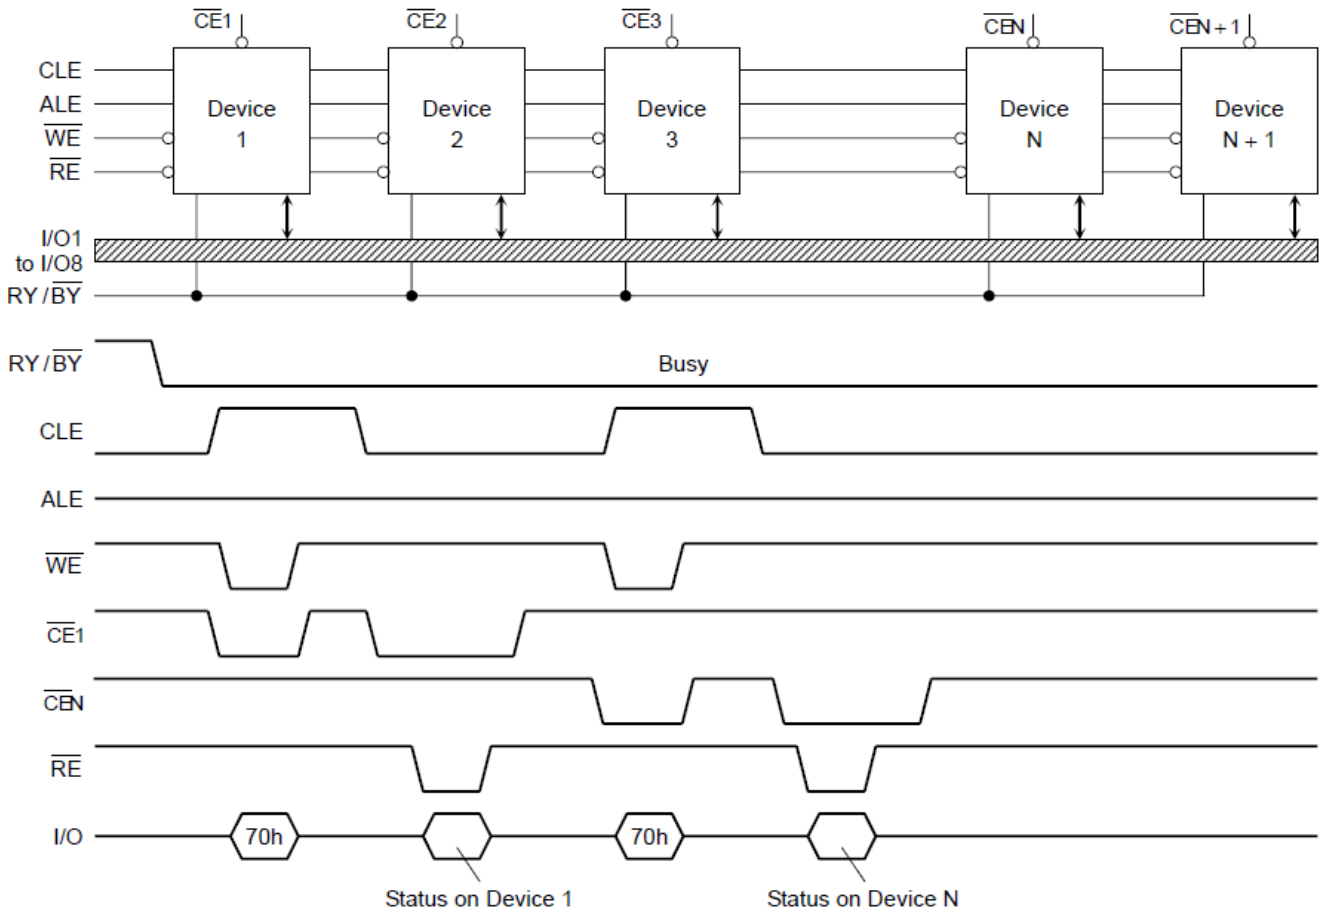 CE1 CE2 CE3 CEN CEN+1
CLE
ALE
WE
RE
Device 1
Device 2
Device 3
Device N
Device N + 1
I/O1
to I/O8
RY/BY
RY/BY Busy
CLE
ALE
WE
CE1
CEN
RE
I/O 70h 70h
Status on Device 1 Status on Device N